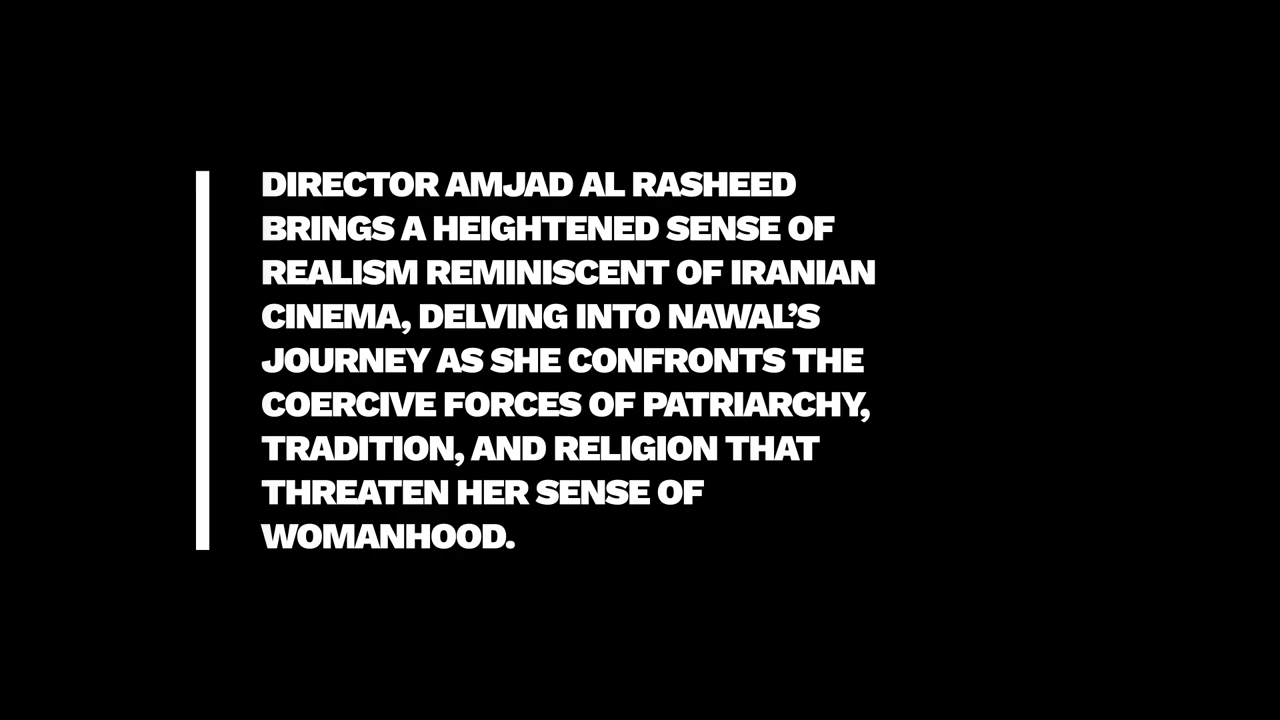 DIRECTOR AMJAD AL RASHEED
BRINGS A HEIGHTENED SENSE OF
REALISM REMINISCENT OF IRANIAN
CINEMA, DELVING INTO NAWAL’S
JOURNEY AS SHE CONFRONTS THE
COERCIVE FORCES OF PATRIARCHY,
TRADITION, AND RELIGION THAT
THREATEN HER SENSE OF
WOMANHOOD.